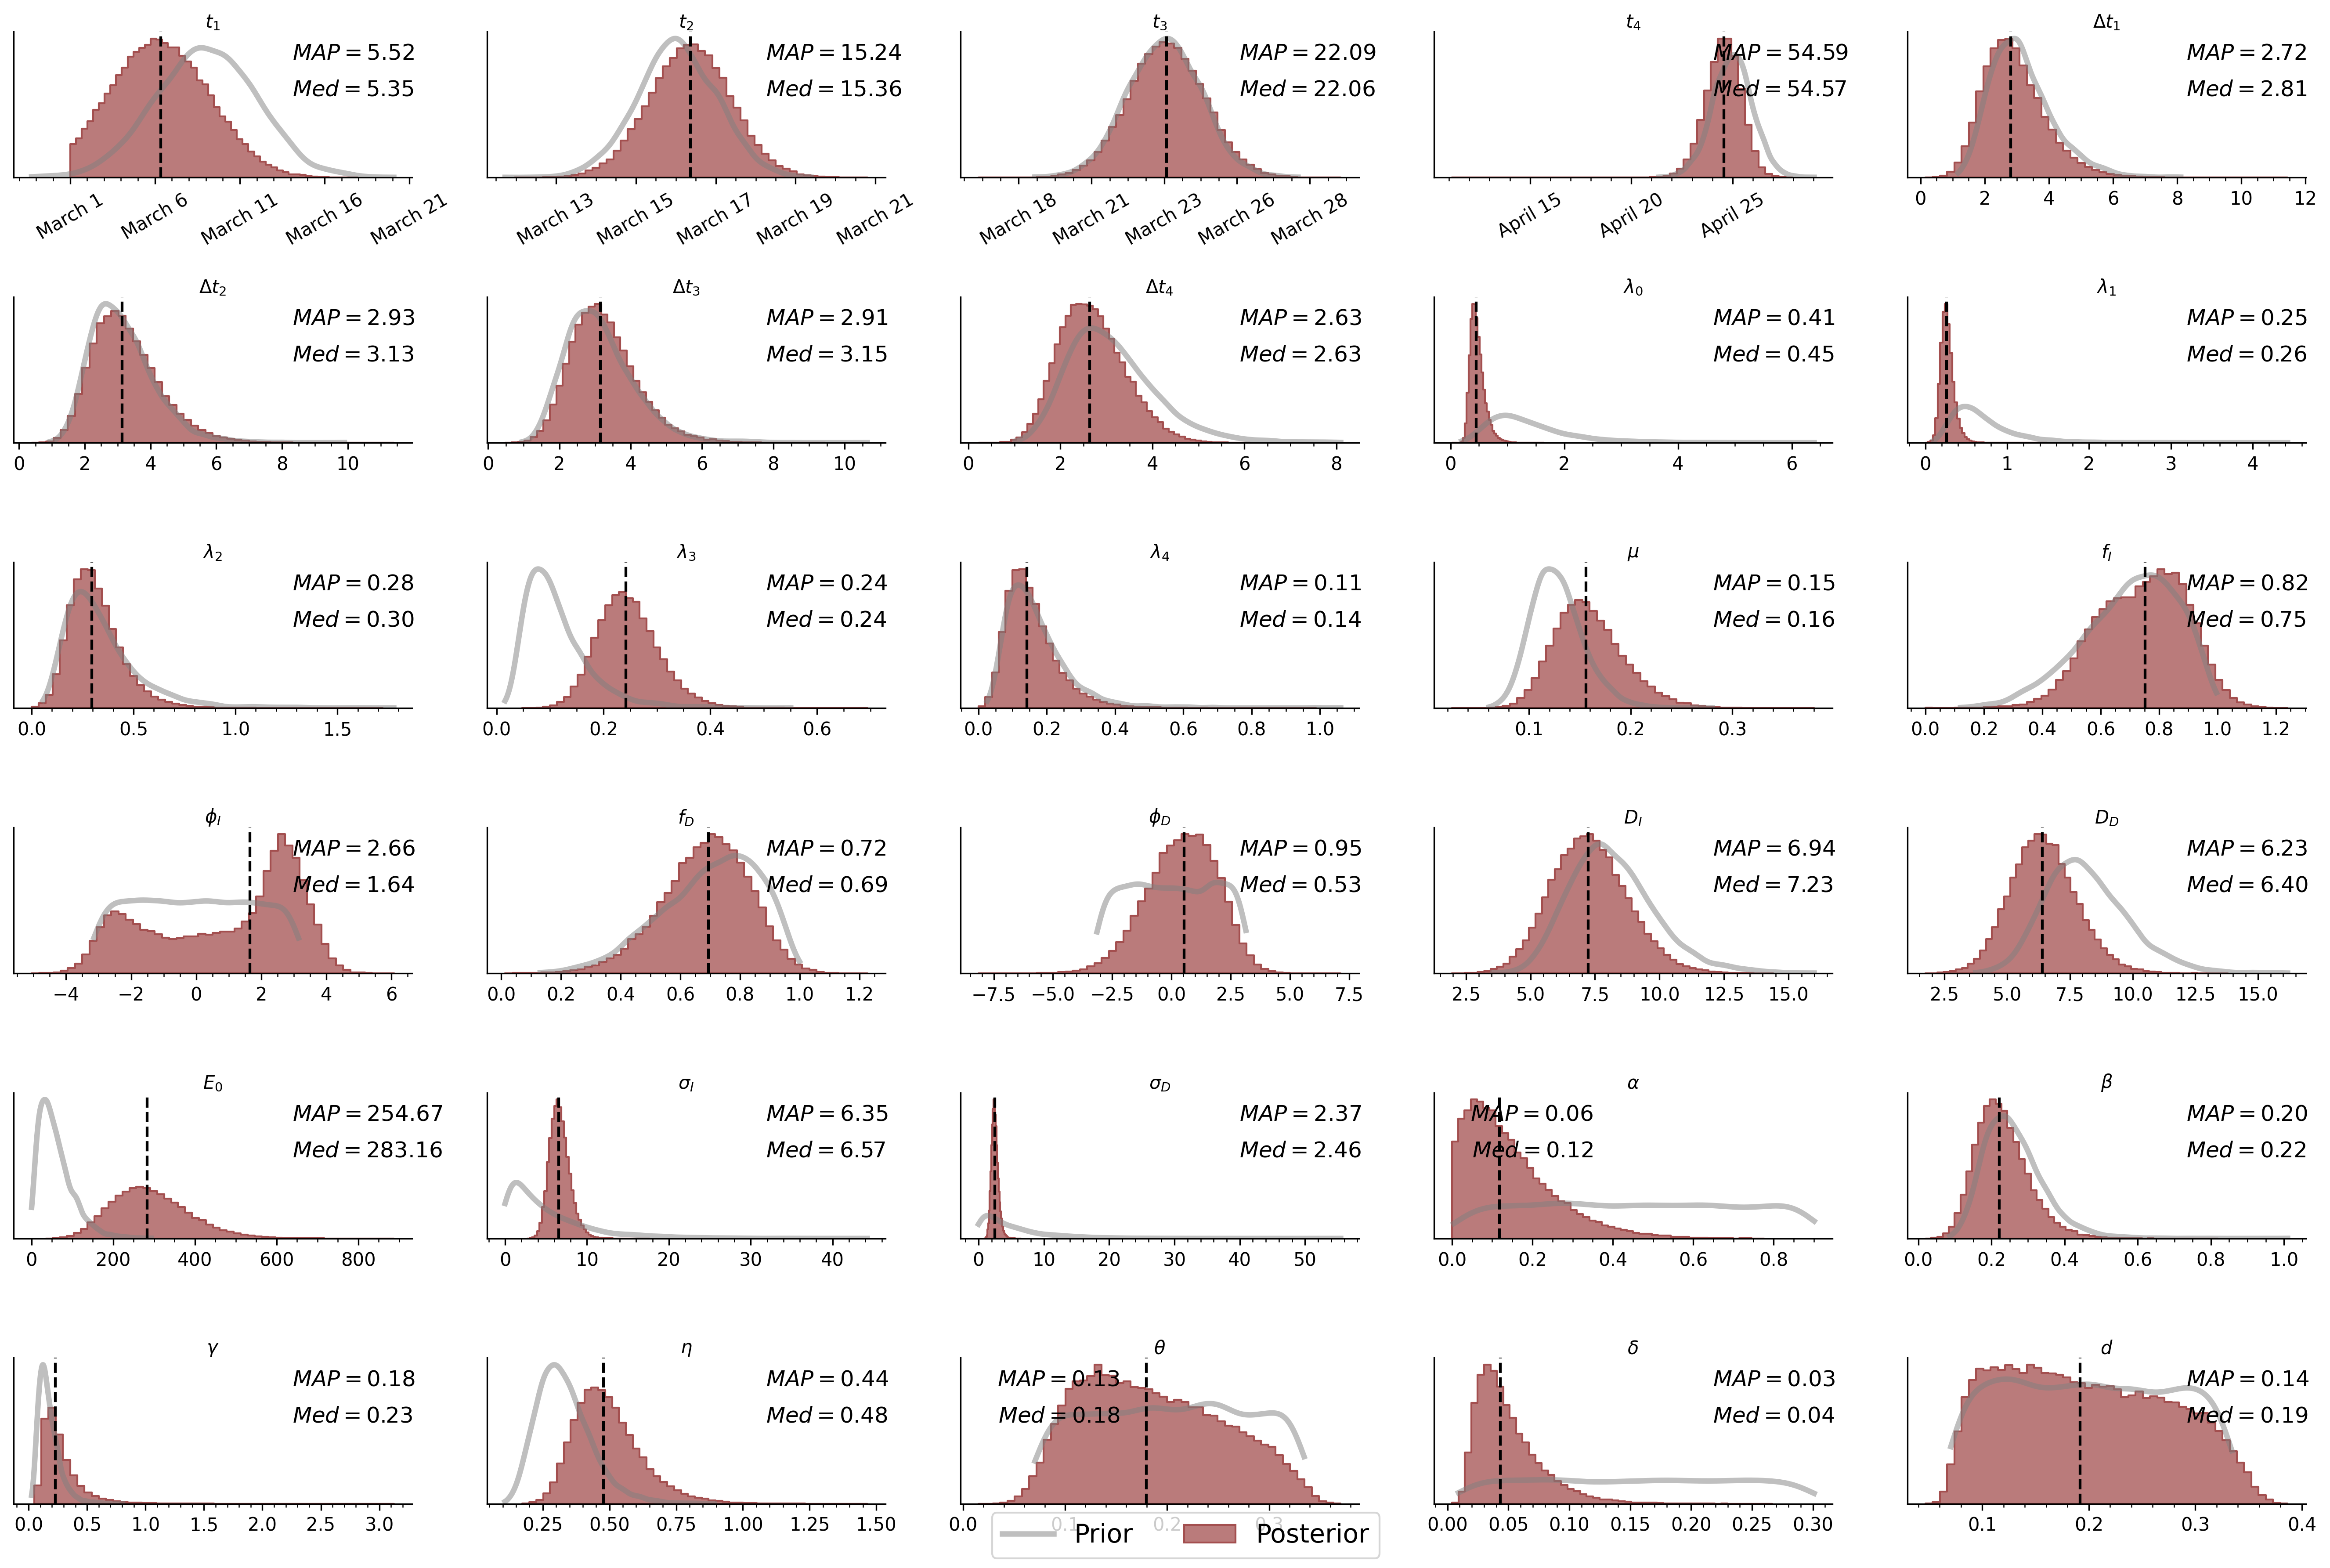 t₁
MAP = 5.52
Med = 5.35
March 1 March 6 March 11 March 16 March 21
t₂
MAP = 15.24
Med = 15.36
March 13 March 15 March 17 March 19 March 21
t₃
MAP = 22.09
Med = 22.06
March 18 March 21 March 23 March 26 March 28
t₄
MAP = 54.59
Med = 54.57
April 15 April 20 April 25
Δt₁
MAP = 2.72
Med = 2.81
0 2 4 6 8 10 12
Δt₂
MAP = 2.93
Med = 3.13
0 2 4 6 8 10
Δt₃
MAP = 2.91
Med = 3.15
0 2 4 6 8 10
Δt₄
MAP = 2.63
Med = 2.63
0 2 4 6 8
λ₀
MAP = 0.41
Med = 0.45
0 2 4 6
λ₁
MAP = 0.25
Med = 0.26
0 1 2 3 4
λ₂
MAP = 0.28
Med = 0.30
0.0 0.5 1.0 1.5
λ₃
MAP = 0.24
Med = 0.24
0.0 0.2 0.4 0.6
λ₄
MAP = 0.11
Med = 0.14
0.0 0.2 0.4 0.6 0.8 1.0
μ
MAP = 0.15
Med = 0.16
0.1 0.2 0.3
f_I
MAP = 0.82
Med = 0.75
0.0 0.2 0.4 0.6 0.8 1.0 1.2
ϕ_I
MAP = 2.66
Med = 1.64
−4 −2 0 2 4 6
f_D
MAP = 0.72
Med = 0.69
0.0 0.2 0.4 0.6 0.8 1.0 1.2
ϕ_D
MAP = 0.95
Med = 0.53
−7.5 −5.0 −2.5 0.0 2.5 5.0 7.5
D_I
MAP = 6.94
Med = 7.23
2.5 5.0 7.5 10.0 12.5 15.0
D_D
MAP = 6.23
Med = 6.40
2.5 5.0 7.5 10.0 12.5 15.0
E₀
MAP = 254.67
Med = 283.16
0 200 400 600 800
σ_I
MAP = 6.35
Med = 6.57
0 10 20 30 40
σ_D
MAP = 2.37
Med = 2.46
0 10 20 30 40 50
α
MAP = 0.06
Med = 0.12
0.0 0.2 0.4 0.6 0.8
β
MAP = 0.20
Med = 0.22
0.0 0.2 0.4 0.6 0.8 1.0
γ
MAP = 0.18
Med = 0.23
0.0 0.5 1.0 1.5 2.0 2.5 3.0
η
MAP = 0.44
Med = 0.48
0.25 0.50 0.75 1.00 1.25 1.50
θ
MAP = 0.13
Med = 0.18
0.0 0.1 0.2 0.3
δ
MAP = 0.03
Med = 0.04
0.00 0.05 0.10 0.15 0.20 0.25 0.30
d
MAP = 0.14
Med = 0.19
0.1 0.2 0.3 0.4
Prior Posterior